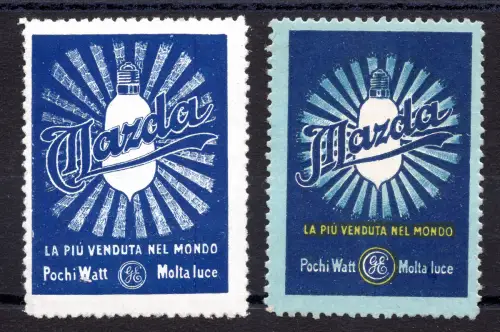 Mazda
LA PIÙ VENDUTA NEL MONDO
Pochi Watt GE Molta luce
Mazda
LA PIÙ VENDUTA NEL MONDO
Pochi Watt GE Molta luce